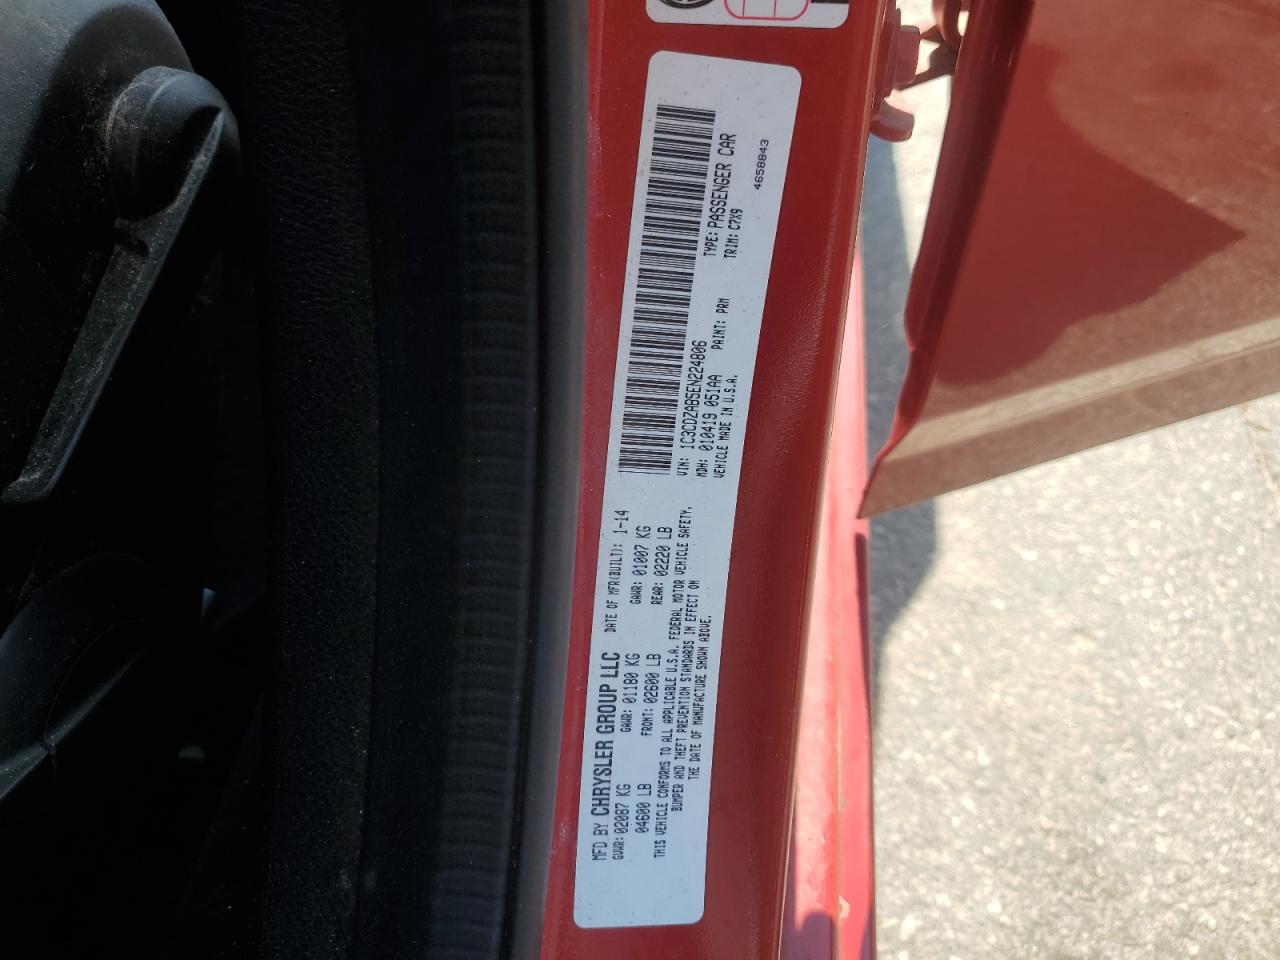 MFD BY CHRYSLER GROUP LLC DATE OF MFR(BUILT): 1-14
GVWR: 02087 KG GAWR: 01180 KG GAWR: 01007 KG
04600 LB FRONT: 02600 LB REAR: 02220 LB
THIS VEHICLE CONFORMS TO ALL APPLICABLE U.S.A. FEDERAL MOTOR VEHICLE SAFETY,
BUMPER AND THEFT PREVENTION STANDARDS IN EFFECT ON
THE DATE OF MANUFACTURE SHOWN ABOVE.
VIN: 1C3CDZAB5EN224806 TYPE: PASSENGER CAR
MDH: 010419 051AA PAINT: PRM TRIM: C7X9
VEHICLE MADE IN U.S.A.
4658843